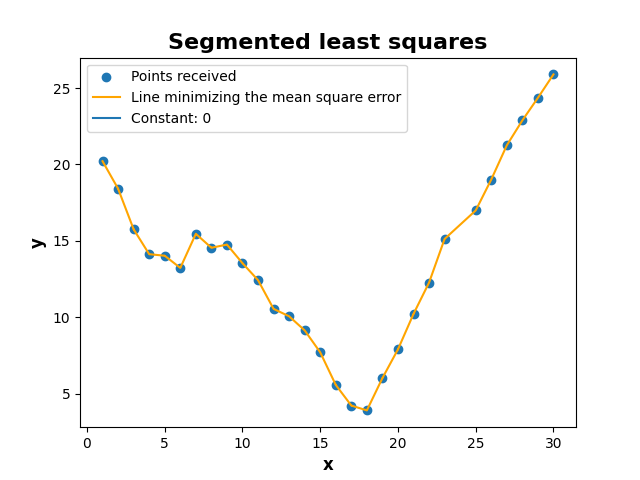 Segmented least squares
Points received
Line minimizing the mean square error
Constant: 0
25
20
15
10
5
y
0 5 10 15 20 25 30
x